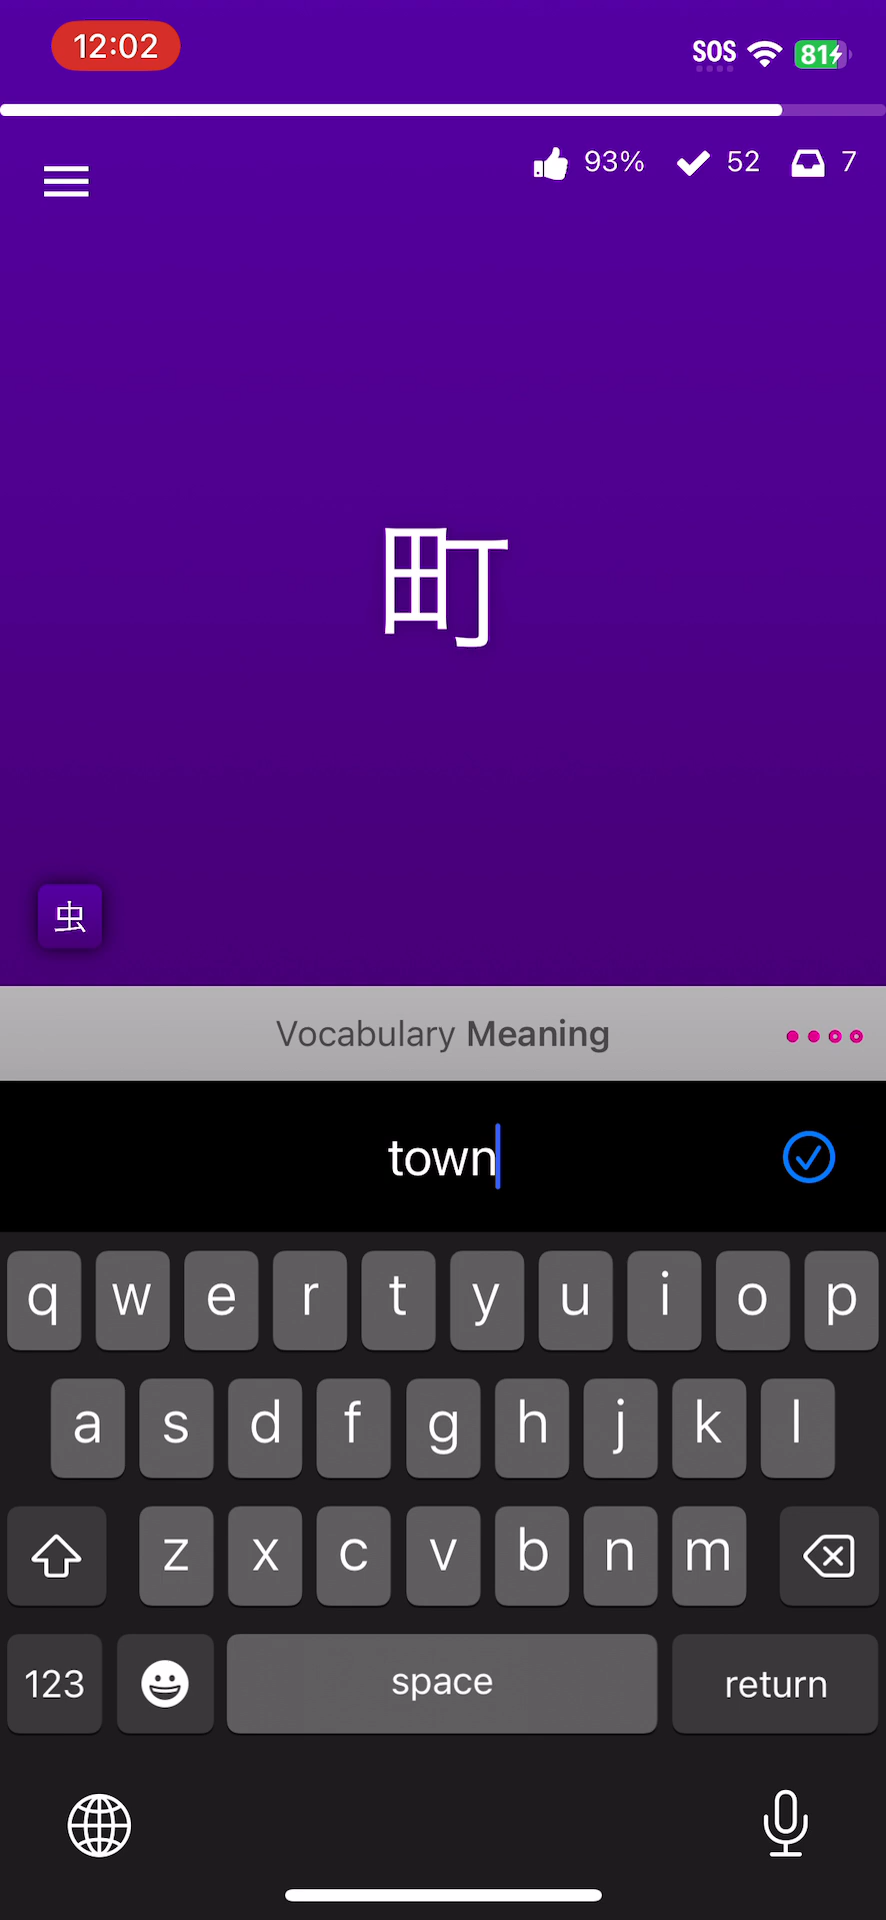 12:02 SOS 81
93% 52 7
町
虫
Vocabulary Meaning
town
q w e r t y u i o p
a s d f g h j k l
z x c v b n m
123 space return